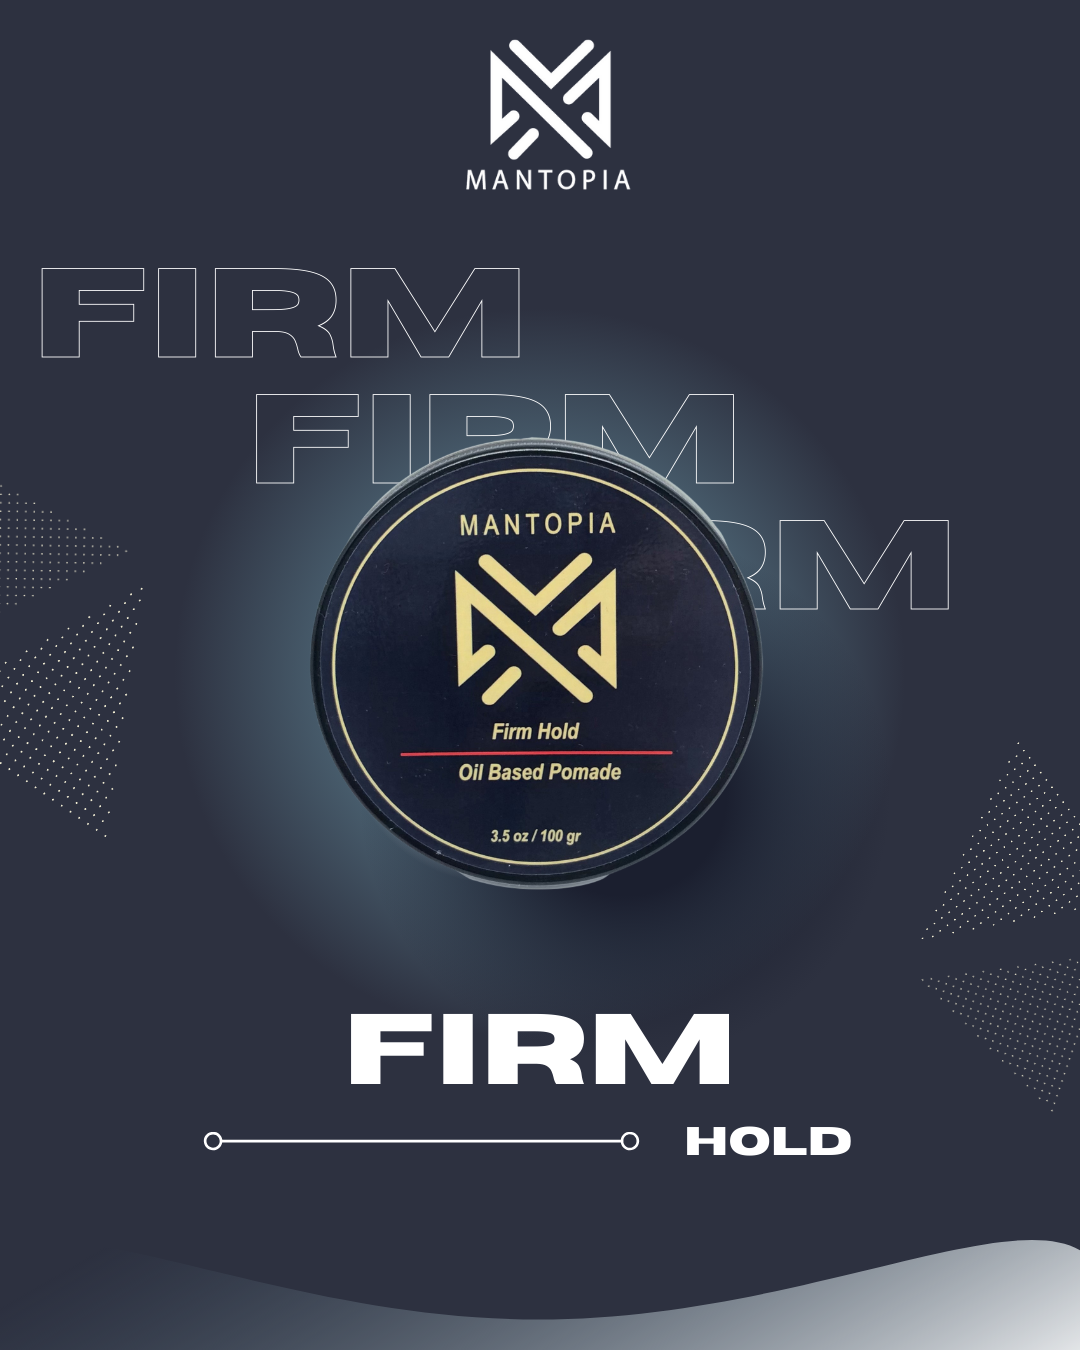 MANTOPIA
FIRM
FIRM
RM
MANTOPIA
Firm Hold
Oil Based Pomade
3.5 oz / 100 gr
FIRM
HOLD